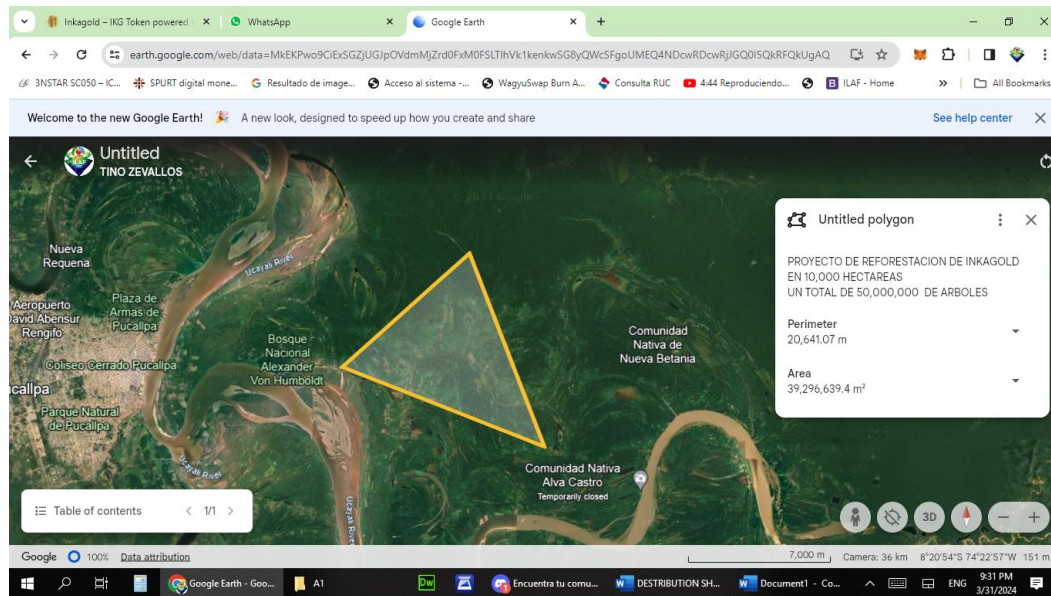 Inkagold – IKG Token powered
WhatsApp
Google Earth
earth.google.com/web/data=MkEKPwo9CiExSGZjUGJpOVdmMjZrd0FxM0FSLTlhVk1kenkwSG8yQWcSFgoUMEQ4NDcwRDcwRjJGQ0I5QkRFQkUgAQ
3NSTAR SC050 – IC...
SPURT digital mone...
Resultado de image...
Acceso al sistema -...
WagyuSwap Burn A...
Consulta RUC
4:44 Reproduciendo...
ILAF - Home
»
All Bookmarks
Welcome to the new Google Earth!
A new look, designed to speed up how you create and share
See help center
Untitled
TINO ZEVALLOS
Nueva
Requena
Ucayali River
Aeropuerto
David Abensur
Rengifo
Plaza de
Armas de
Pucallpa
Coliseo Cerrado Pucallpa
icallpa
Parque Natural
de Pucallpa
Bosque
Nacional
Alexander
Von Humboldt
Ucayali River
Ucayali River
Comunidad
Nativa de
Nueva Betania
Comunidad Nativa
Alva Castro
Temporarily closed
Untitled polygon
PROYECTO DE REFORESTACION DE INKAGOLD
EN 10,000 HECTAREAS
UN TOTAL DE 50,000,000 DE ARBOLES
Perimeter
20,641.07 m
Area
39,296,639.4 m²
Table of contents
1/1
3D
Google
100%
Data attribution
7,000 m
Camera: 36 km
8°20'54"S 74°22'57"W
151 m
Google Earth - Goo...
A1
Dw
Encuentra tu comu...
DESTRIBUTION SH...
Document1 - Co...
ENG
9:31 PM
3/31/2024